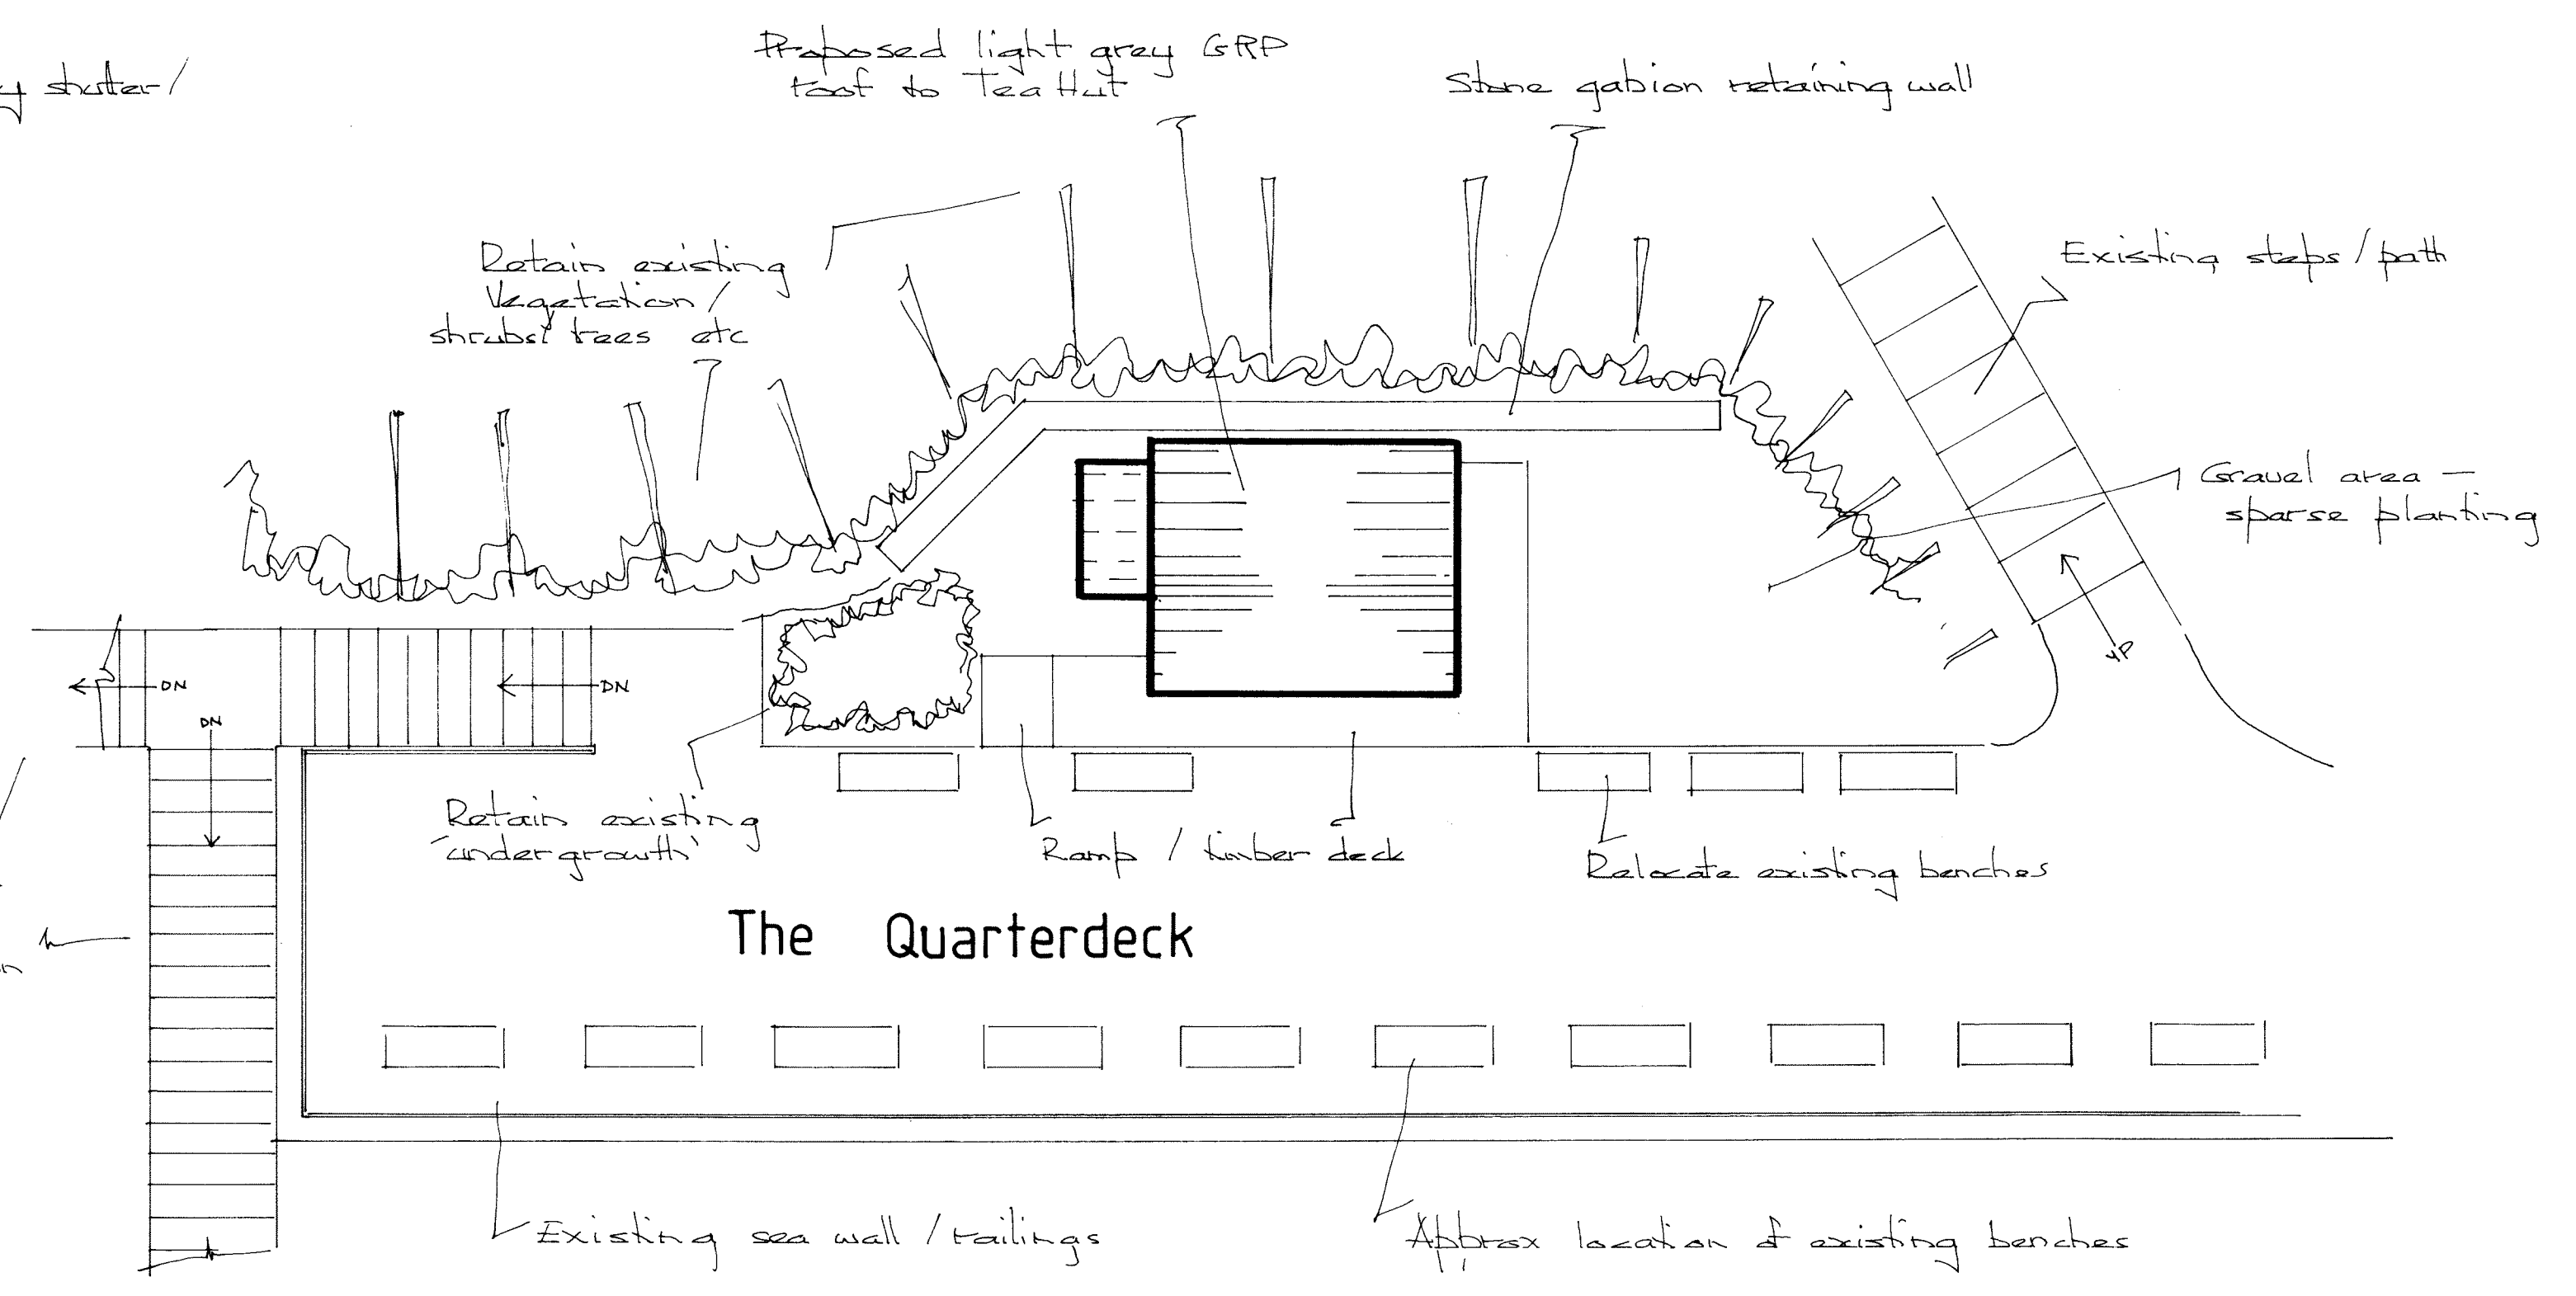 Proposed light grey GRP
roof to Tea Hut
Stone gabion retaining wall
shutter/
Retain existing
Vegetation/
shrubs/trees etc
Existing steps/path
Gravel area –
sparse planting
UP
DN
DN
DN
Retain existing
'undergrowth'
Ramp / timber deck
Relocate existing benches
The Quarterdeck
Existing sea wall / railings
Approx location of existing benches